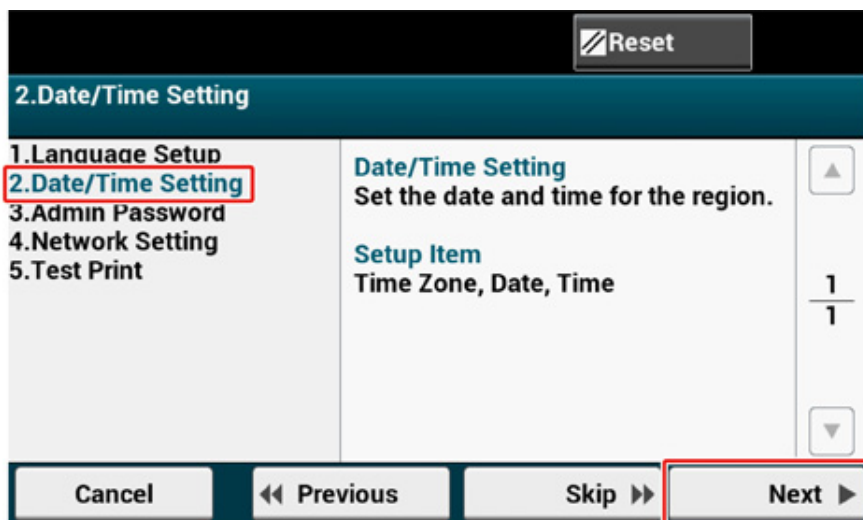 Reset
2.Date/Time Setting
1.Language Setup
2.Date/Time Setting
3.Admin Password
4.Network Setting
5.Test Print
Date/Time Setting
Set the date and time for the region.
Setup Item
Time Zone, Date, Time
1
1
Cancel
Previous
Skip
Next